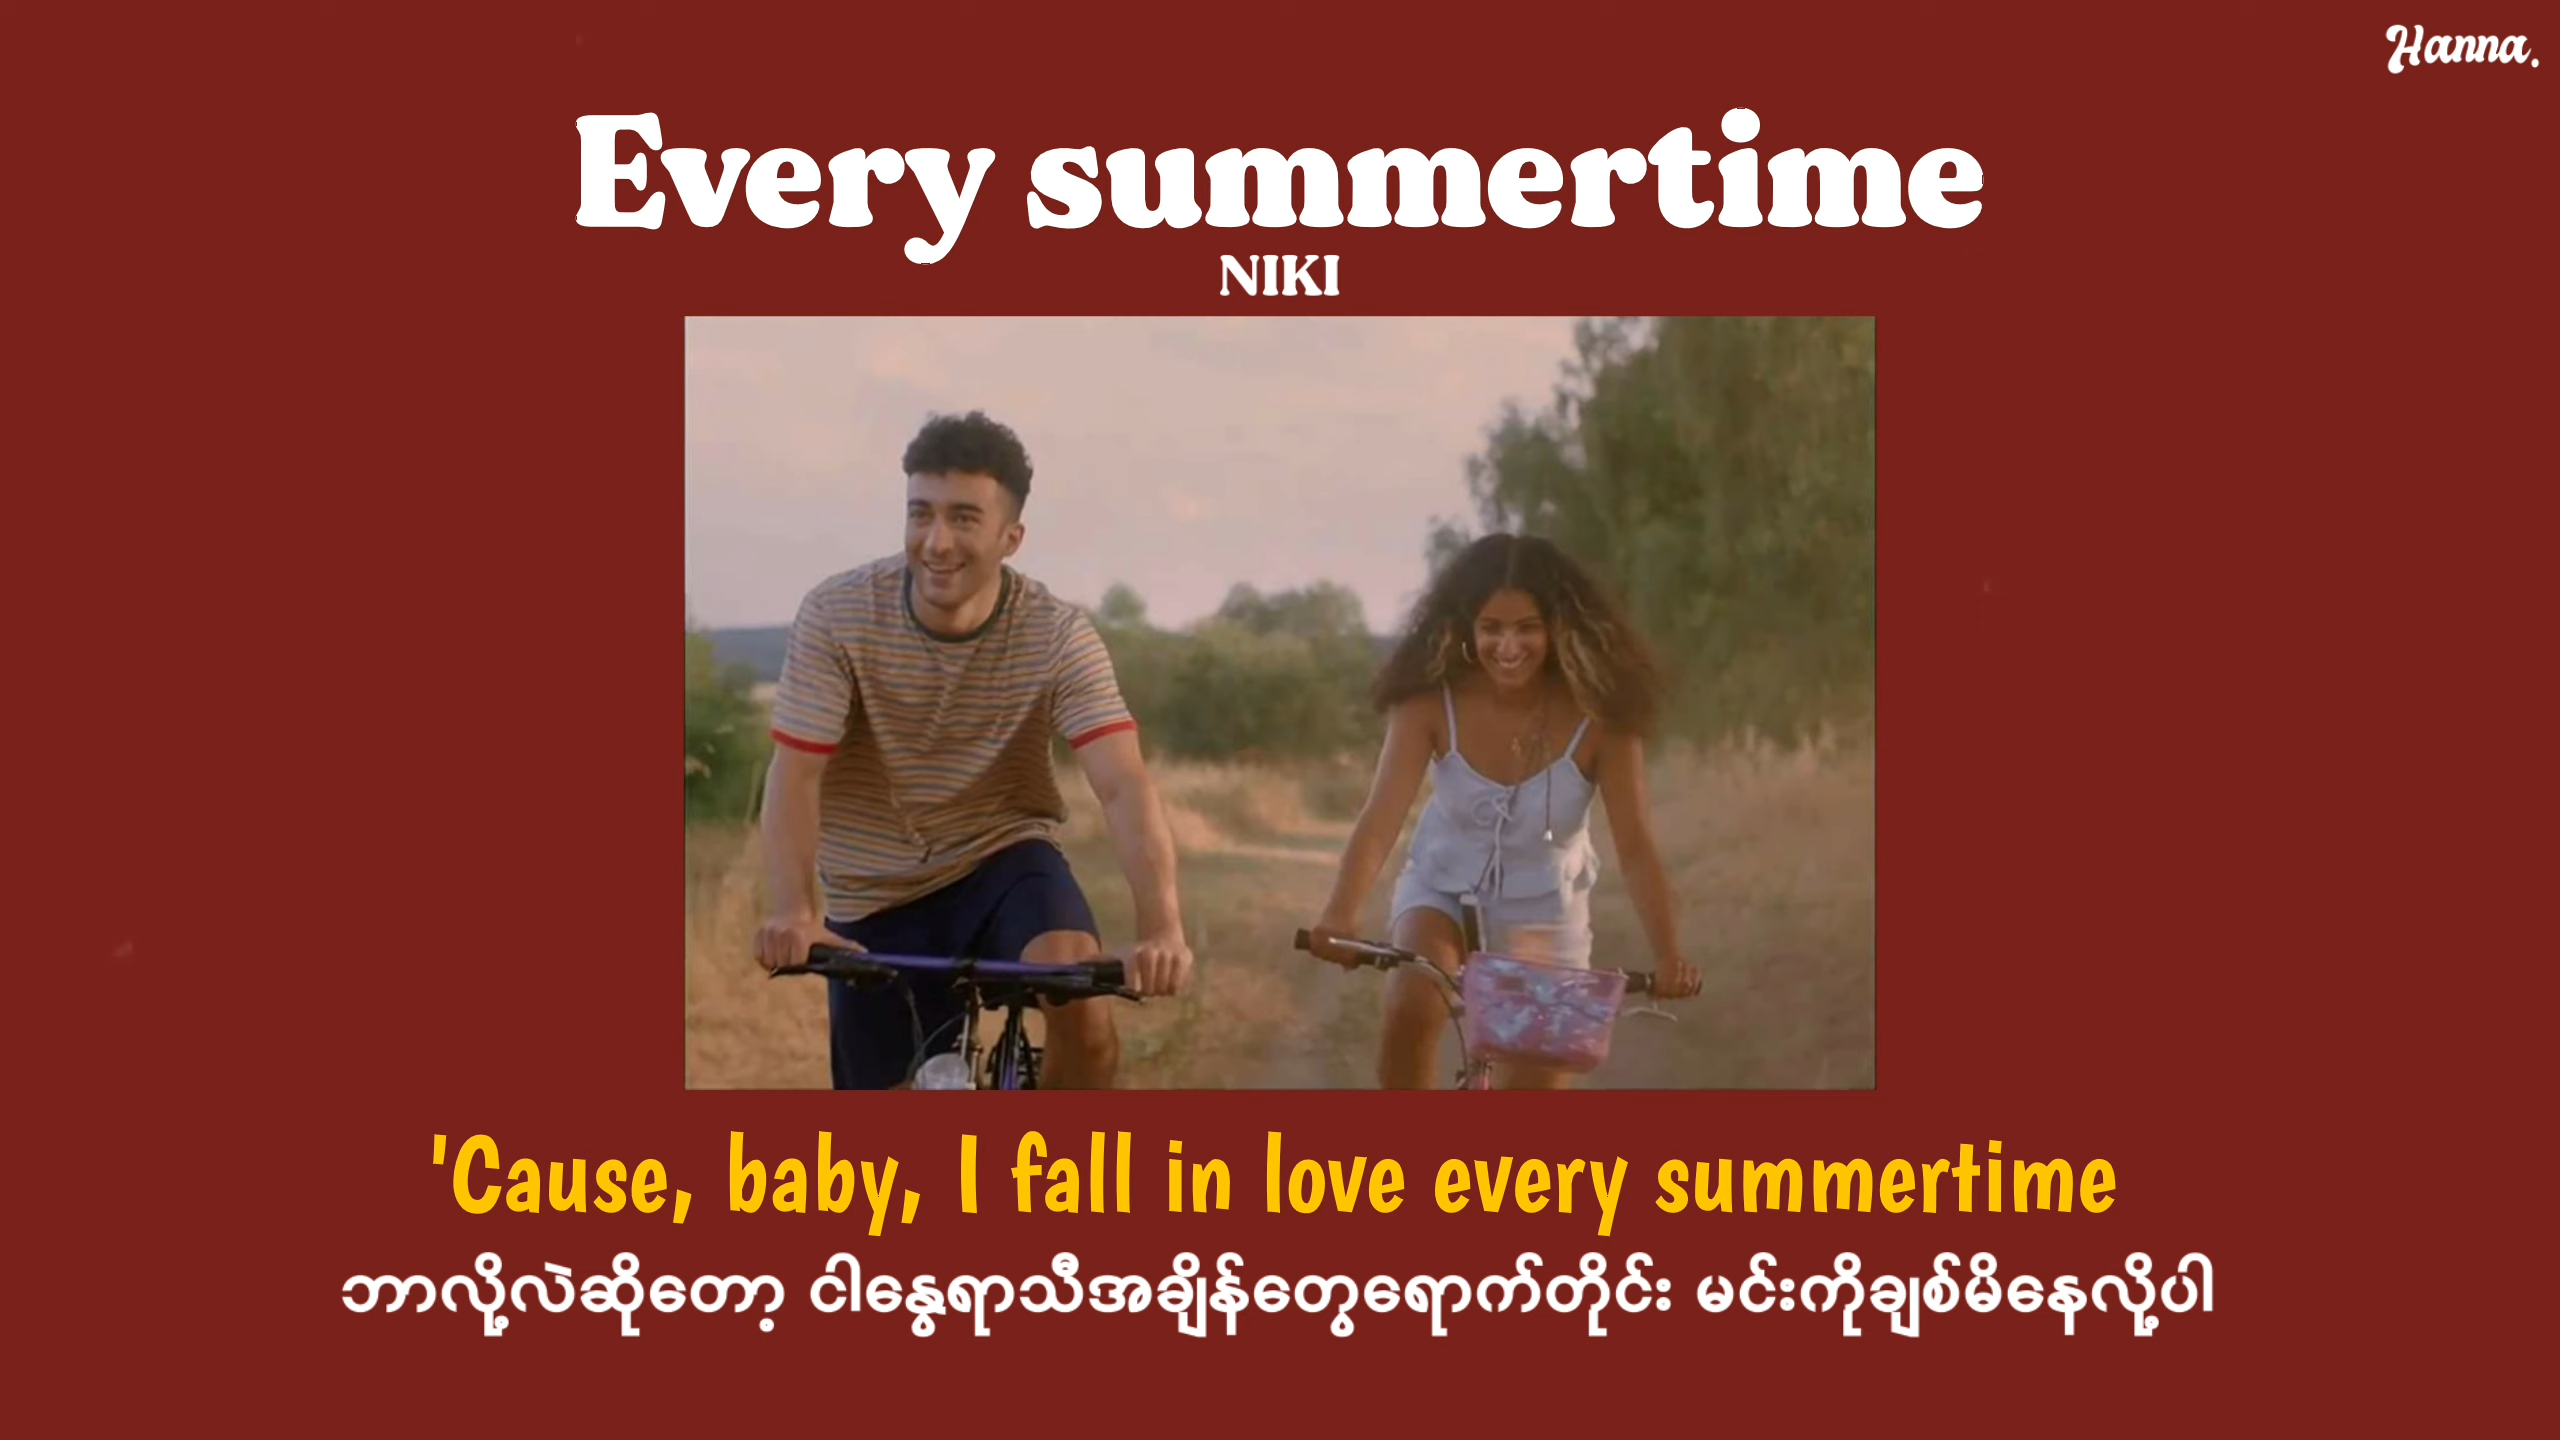 Hanna.
Every summertime
NIKI
'Cause, baby, I fall in love every summertime
ဘာလို့လဲဆိုတော့ ငါနွေရာသီအချိန်တွေရောက်တိုင်း မင်းကိုချစ်မိနေလို့ပါ